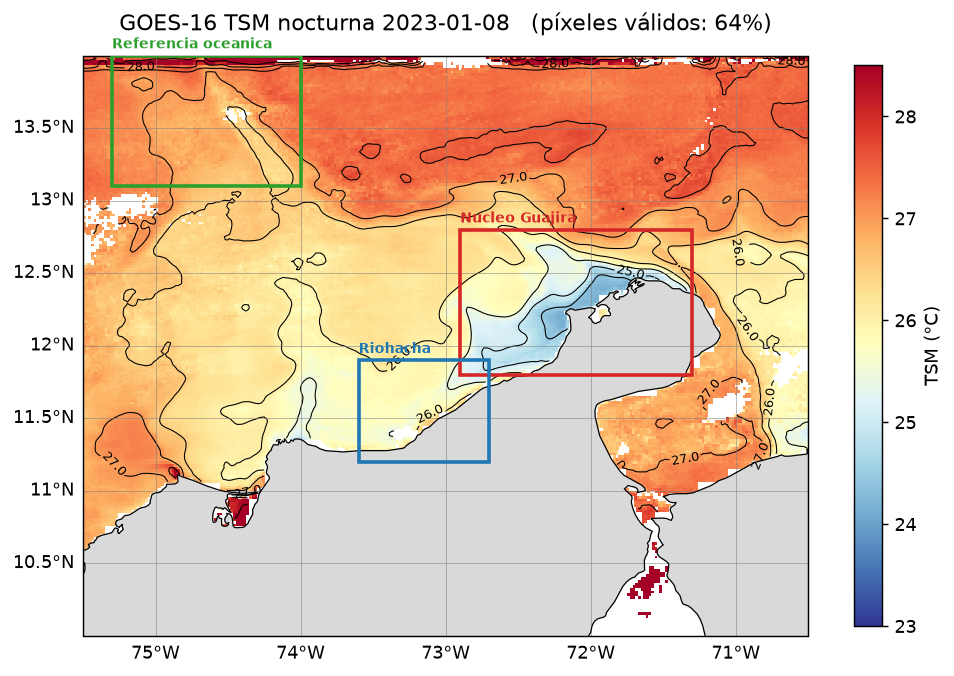 GOES-16 TSM nocturna 2023-01-08 (píxeles válidos: 64%)
Referencia oceanica
28.0
28.0
28.0
28
13.5°N
27.0
13°N
Nucleo Guajira
27
26.0
12.5°N
25.0
26.0
26
12°N
Riohacha
26.0
TSM (°C)
27.0
26.0
26.0
11.5°N
25
27.0
27.0
27.0
27.0
11°N
24
10.5°N
23
75°W
74°W
73°W
72°W
71°W